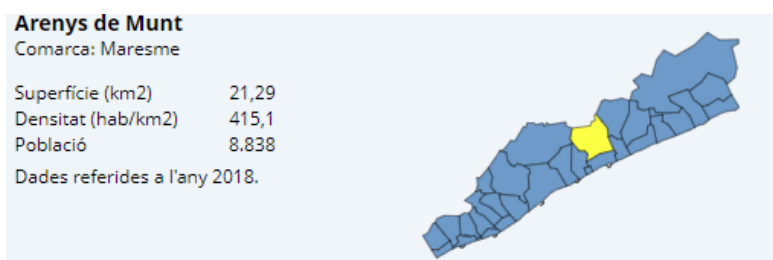 Arenys de Munt
Comarca: Maresme
Superfície (km2) 21,29
Densitat (hab/km2) 415,1
Població 8.838
Dades referides a l'any 2018.